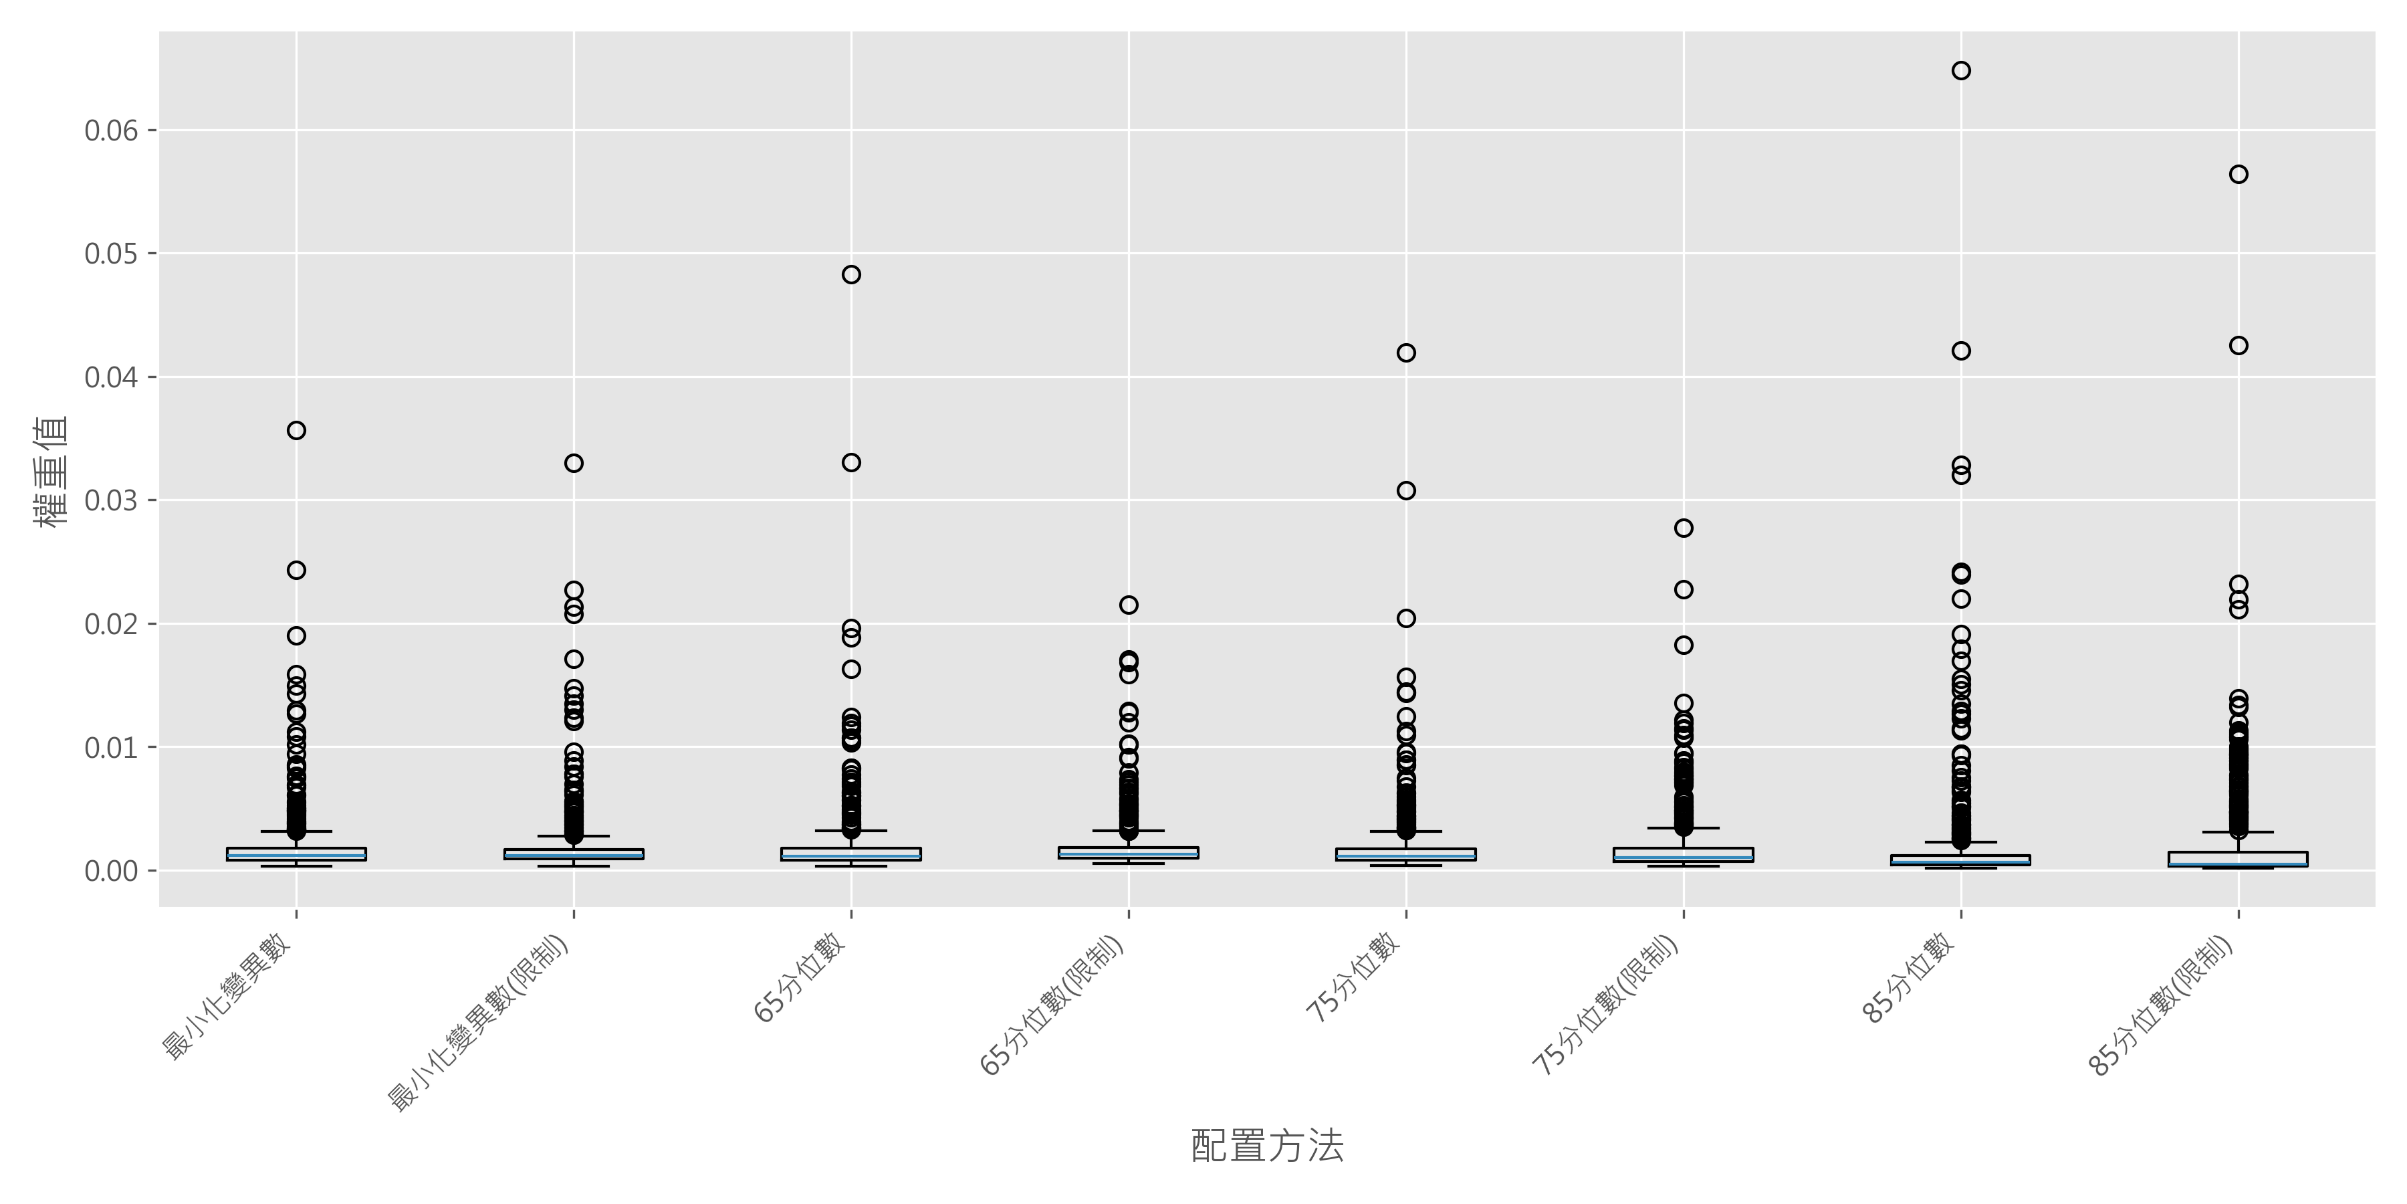 權重值
0.06
0.05
0.04
0.03
0.02
0.01
0.00
最小化變異數
最小化變異數(限制)
65分位數
65分位數(限制)
75分位數
75分位數(限制)
85分位數
85分位數(限制)
配置方法